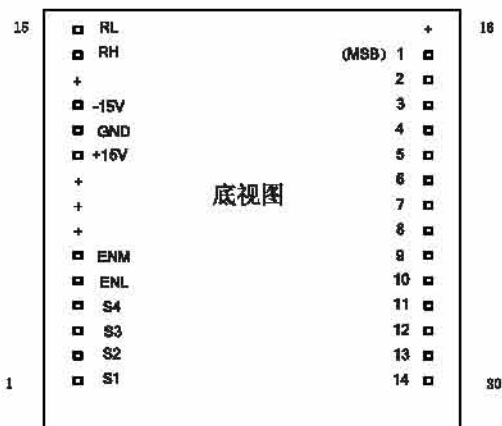 15 RL + 16
RH (MSB) 1
+ 2
-15V 3
GND 4
+15V 5
+ 6
+ 底视图 7
+ 8
ENM 9
ENL 10
S4 11
S3 12
S2 13
1 S1 14 30